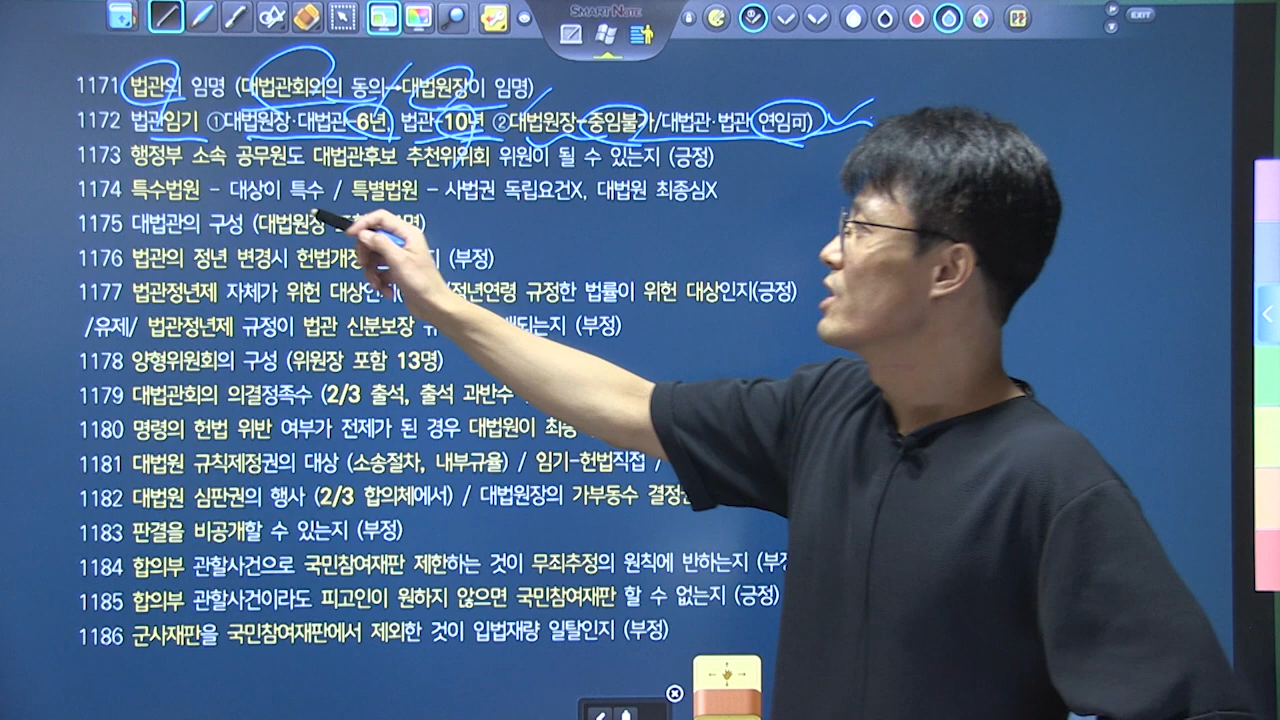 SMARTNOTE
EXIT
1171 법관의 임명 (대법관회의의 동의→대법원장이 임명)
1172 법관임기 ①대법원장·대법관-6년, 법관-10년 ②대법원장-중임불가/대법관·법관 연임可)
1173 행정부 소속 공무원도 대법관후보 추천위위회 위원이 될 수 있는지 (긍정)
1174 특수법원 - 대상이 특수 / 특별법원 - 사법권 독립요건X, 대법원 최종심X
1175 대법관의 구성 (대법원장
1176 법관의 정년 변경시 헌법개정 (부정)
1177 법관정년제 자체가 위헌 대상인지 정년연령 규정한 법률이 위헌 대상인지(긍정)
/유제/ 법관정년제 규정이 법관 신분보장 되는지 (부정)
1178 양형위원회의 구성 (위원장 포함 13명)
1179 대법관회의 의결정족수 (2/3 출석, 출석 과반수
1180 명령의 헌법 위반 여부가 전제가 된 경우 대법원이 최종
1181 대법원 규칙제정권의 대상 (소송절차, 내부규율) / 임기-헌법직접 /
1182 대법원 심판권의 행사 (2/3 합의체에서) / 대법원장의 가부동수 결정권
1183 판결을 비공개할 수 있는지 (부정)
1184 합의부 관할사건으로 국민참여재판 제한하는 것이 무죄추정의 원칙에 반하는지 (부정
1185 합의부 관할사건이라도 피고인이 원하지 않으면 국민참여재판 할 수 없는지 (긍정)
1186 군사재판을 국민참여재판에서 제외한 것이 입법재량 일탈인지 (부정)